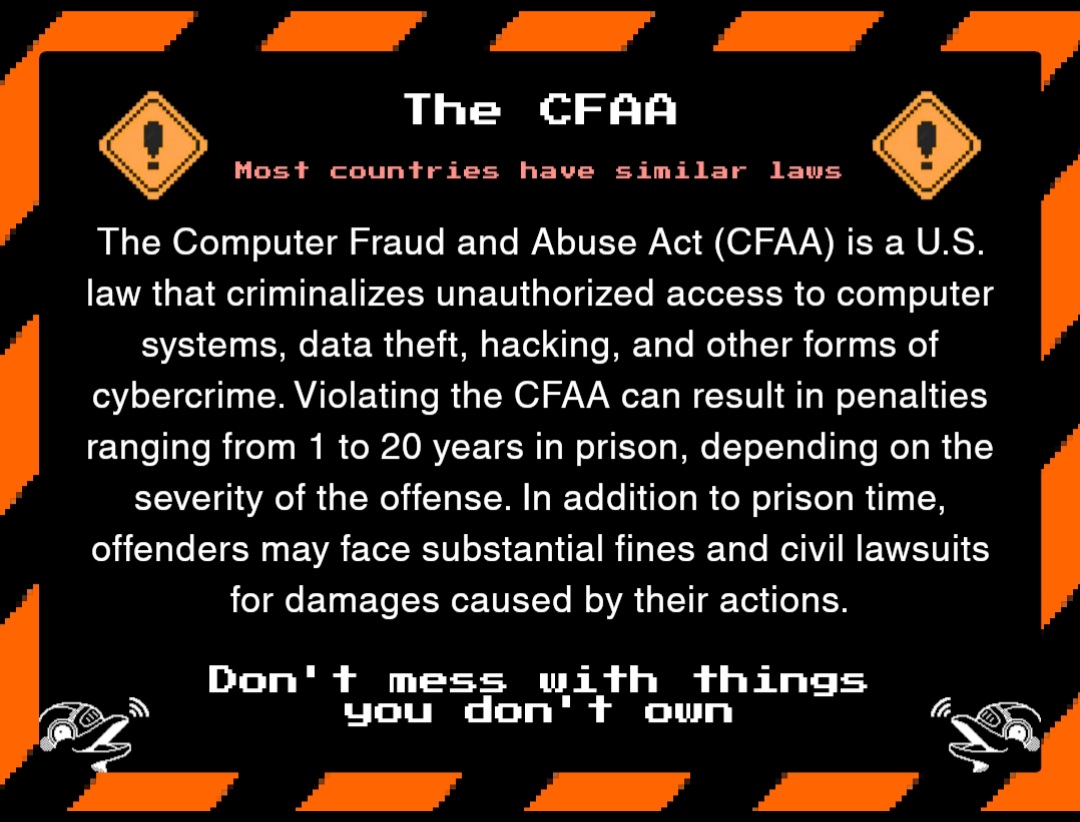 The CFAA
Most countries have similar laws
The Computer Fraud and Abuse Act (CFAA) is a U.S.
law that criminalizes unauthorized access to computer
systems, data theft, hacking, and other forms of
cybercrime. Violating the CFAA can result in penalties
ranging from 1 to 20 years in prison, depending on the
severity of the offense. In addition to prison time,
offenders may face substantial fines and civil lawsuits
for damages caused by their actions.
Don't mess with things
you don't own